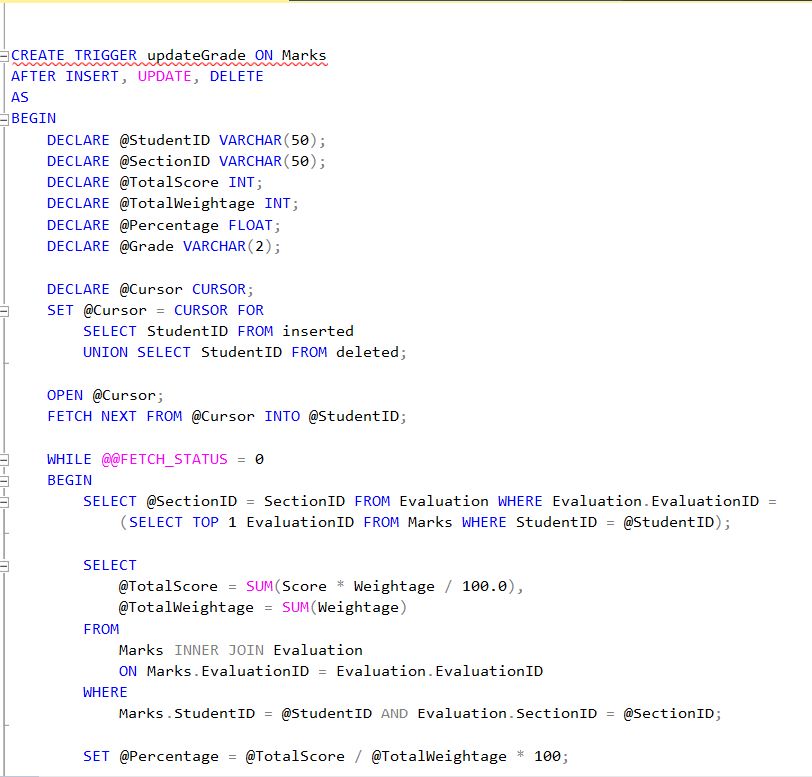 CREATE TRIGGER updateGrade ON Marks
AFTER INSERT, UPDATE, DELETE
AS
BEGIN
    DECLARE @StudentID VARCHAR(50);
    DECLARE @SectionID VARCHAR(50);
    DECLARE @TotalScore INT;
    DECLARE @TotalWeightage INT;
    DECLARE @Percentage FLOAT;
    DECLARE @Grade VARCHAR(2);
    DECLARE @Cursor CURSOR;
    SET @Cursor = CURSOR FOR
        SELECT StudentID FROM inserted
        UNION SELECT StudentID FROM deleted;
    OPEN @Cursor;
    FETCH NEXT FROM @Cursor INTO @StudentID;
    WHILE @@FETCH_STATUS = 0
    BEGIN
        SELECT @SectionID = SectionID FROM Evaluation WHERE Evaluation.EvaluationID =
            (SELECT TOP 1 EvaluationID FROM Marks WHERE StudentID = @StudentID);
        SELECT
            @TotalScore = SUM(Score * Weightage / 100.0),
            @TotalWeightage = SUM(Weightage)
        FROM
            Marks INNER JOIN Evaluation
            ON Marks.EvaluationID = Evaluation.EvaluationID
        WHERE
            Marks.StudentID = @StudentID AND Evaluation.SectionID = @SectionID;
        SET @Percentage = @TotalScore / @TotalWeightage * 100;